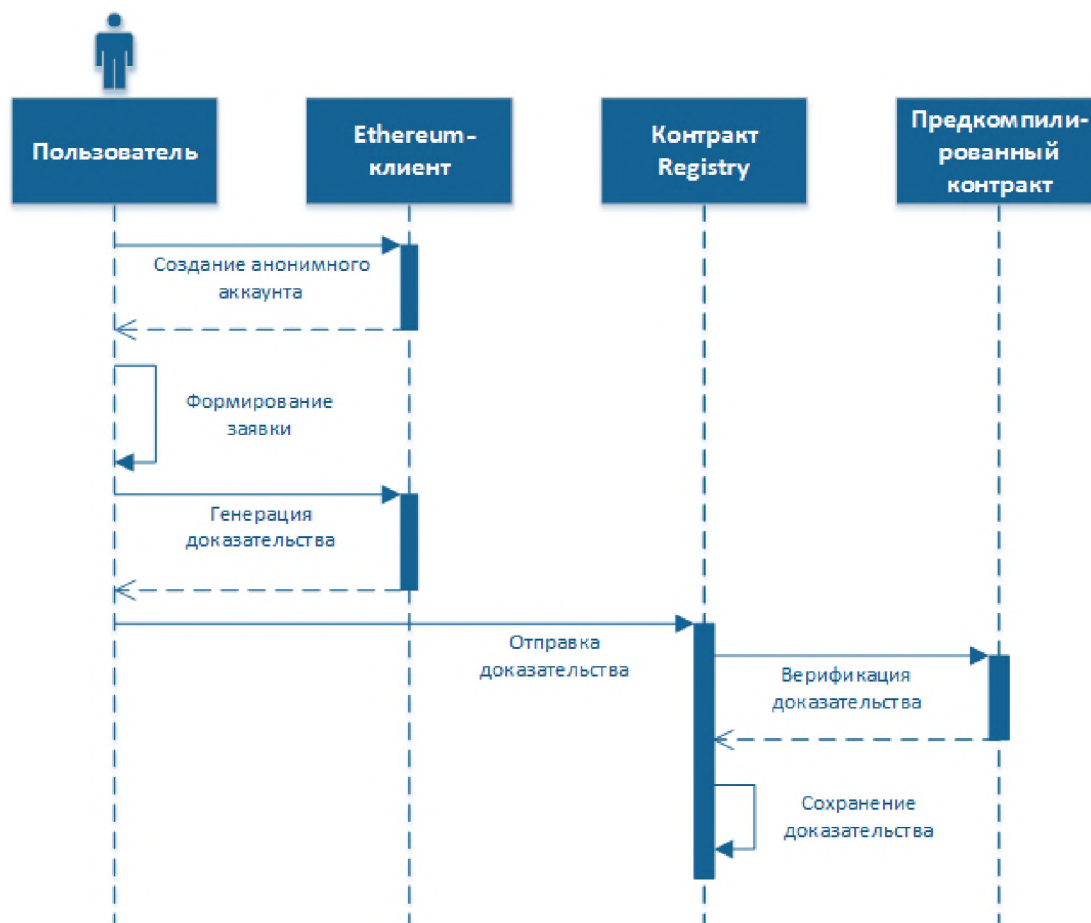 Пользователь
Ethereum-
клиент
Контракт
Registry
Предкомпили-
рованный
контракт
Создание анонимного
аккаунта
Формирование
заявки
Генерация
доказательства
Отправка
доказательства
Верификация
доказательства
Сохранение
доказательства